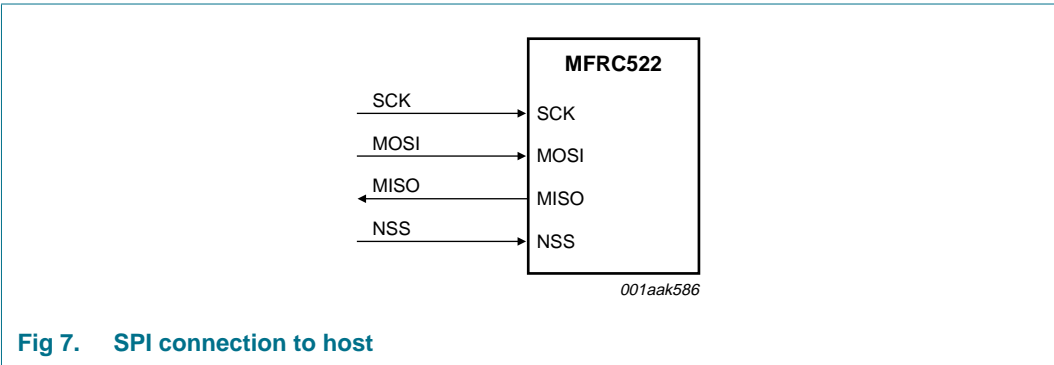 MFRC522
SCK SCK
MOSI MOSI
MISO MISO
NSS NSS
001aak586
Fig 7. SPI connection to host